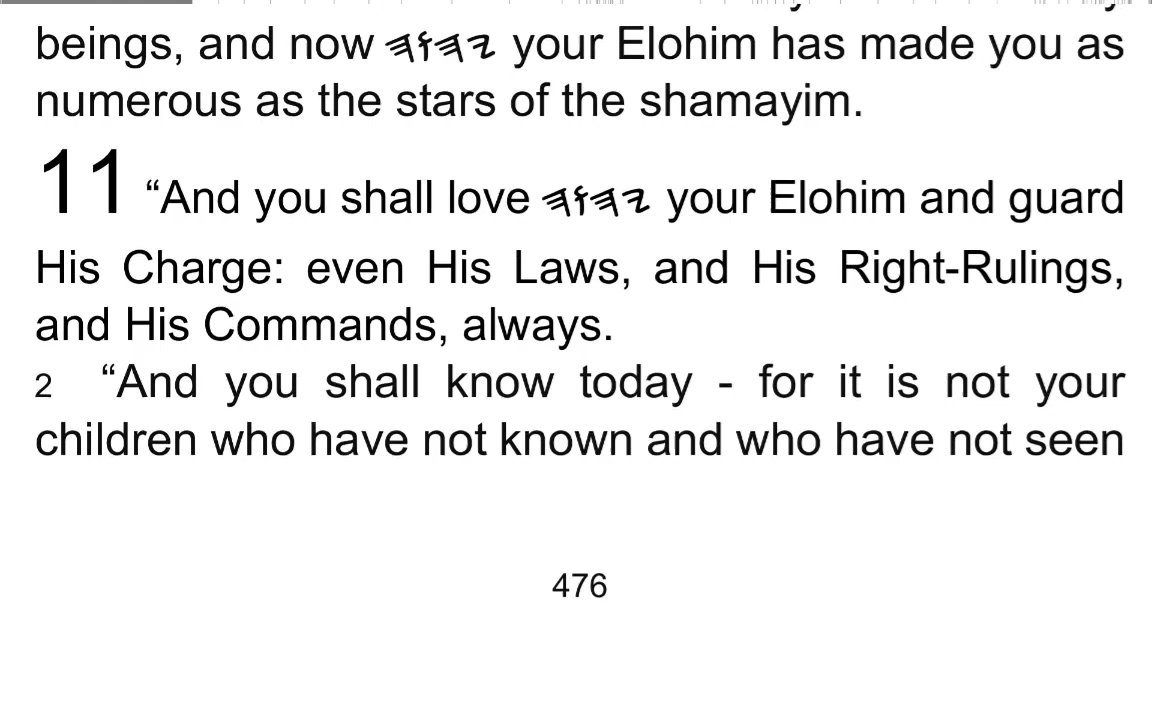 beings, and now 𐤉𐤄𐤅𐤄 your Elohim has made you as
numerous as the stars of the shamayim.
11 “And you shall love 𐤉𐤄𐤅𐤄 your Elohim and guard
His Charge: even His Laws, and His Right-Rulings,
and His Commands, always.
2 “And you shall know today - for it is not your
children who have not known and who have not seen
476